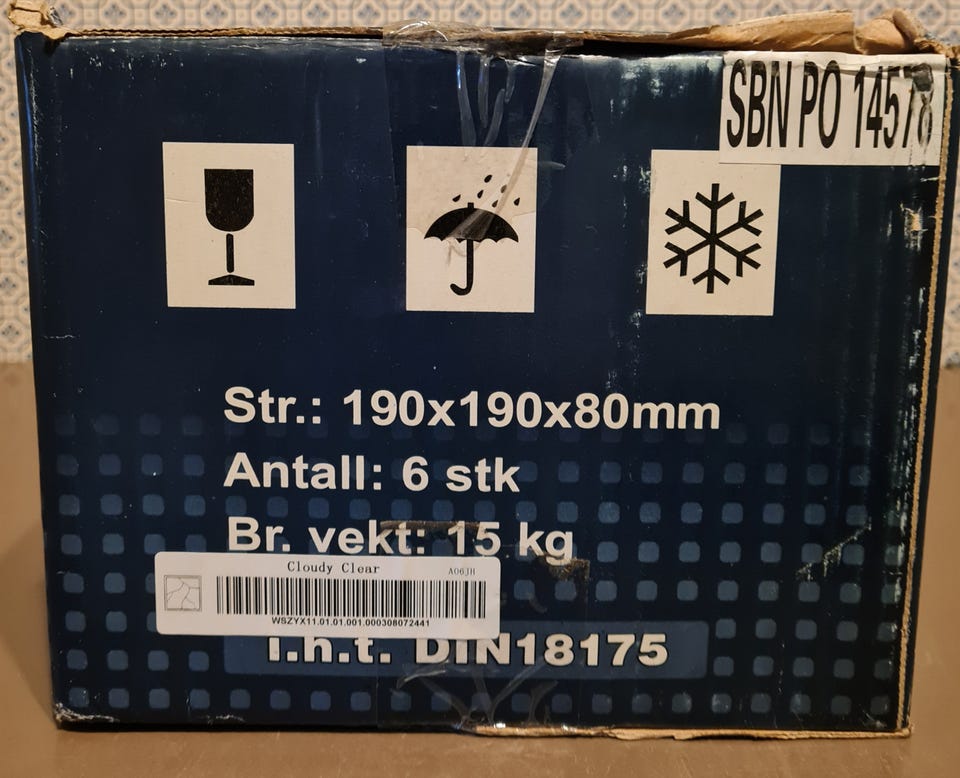 SBN PO 14578
Str.: 190x190x80mm
Antall: 6 stk
Br. vekt: 15 kg
Cloudy Clear A06JH
WSZYX11.01.01.001.000308072441
i.h.t. DIN18175